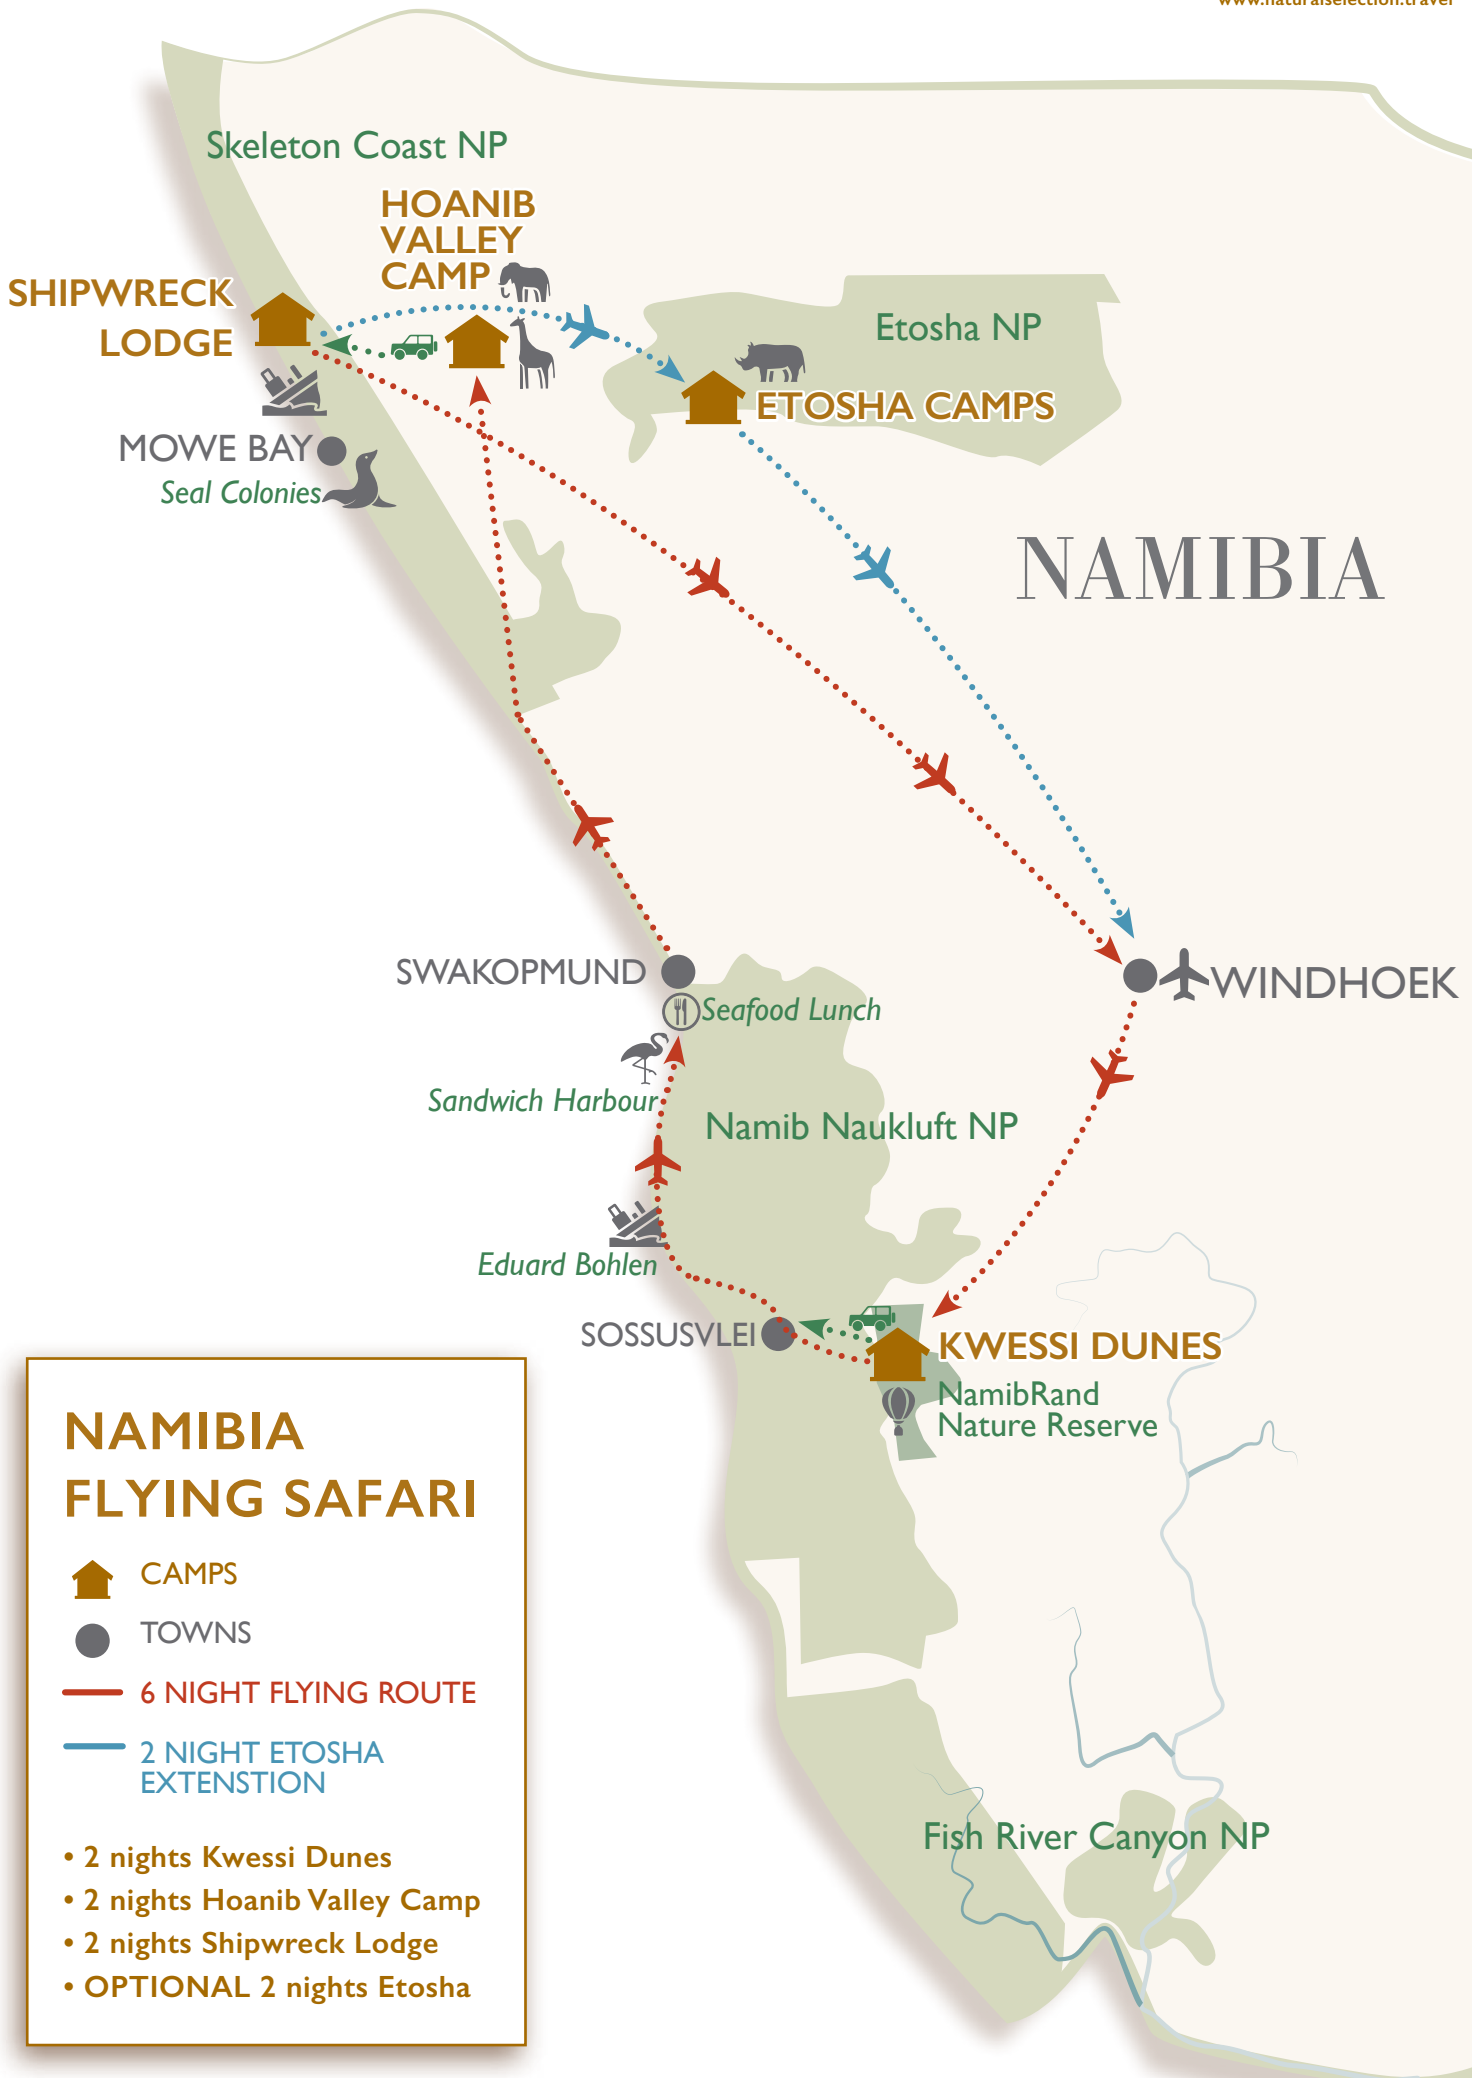 www.naturalselection.travel
Skeleton Coast NP
HOANIB
VALLEY
CAMP
SHIPWRECK
LODGE
Etosha NP
ETOSHA CAMPS
MOWE BAY
Seal Colonies
NAMIBIA
SWAKOPMUND
WINDHOEK
Seafood Lunch
Sandwich Harbour
Namib Naukluft NP
Eduard Bohlen
SOSSUSVLEI
KWESSI DUNES
NamibRand
Nature Reserve
NAMIBIA
FLYING SAFARI
CAMPS
TOWNS
6 NIGHT FLYING ROUTE
2 NIGHT ETOSHA
EXTENSTION
• 2 nights Kwessi Dunes
• 2 nights Hoanib Valley Camp
• 2 nights Shipwreck Lodge
• OPTIONAL 2 nights Etosha
Fish River Canyon NP